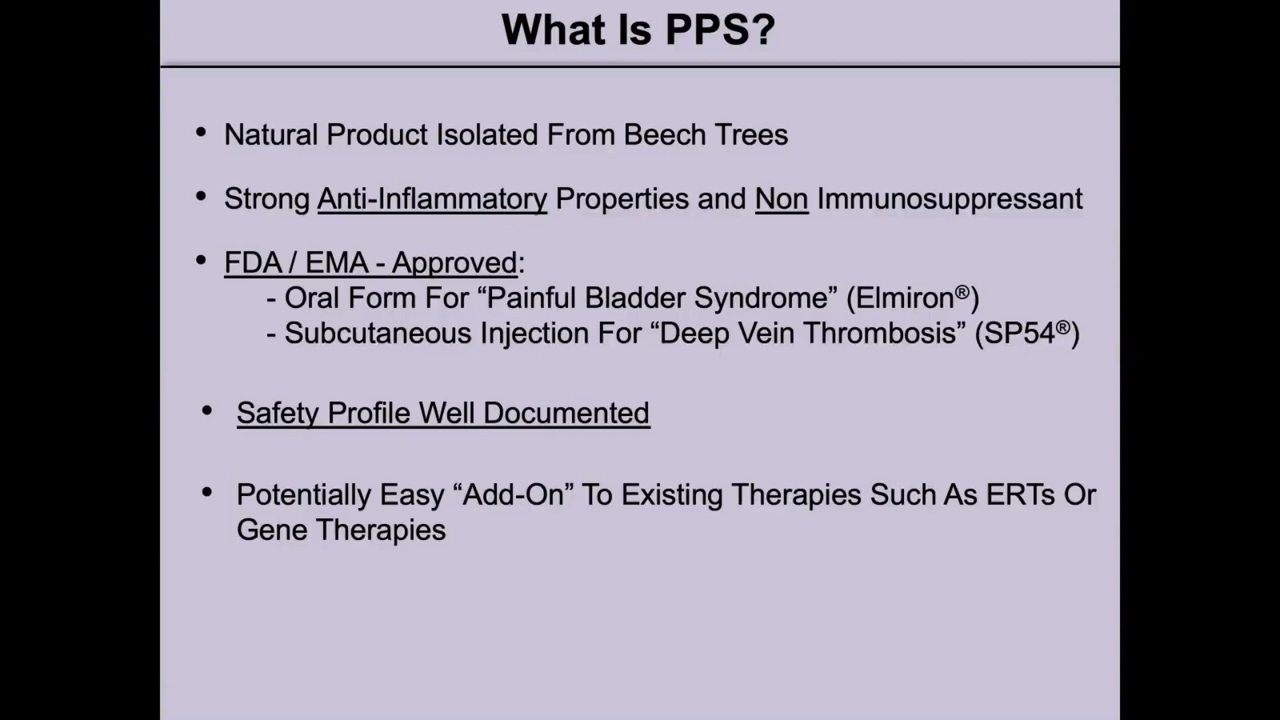 What Is PPS?
• Natural Product Isolated From Beech Trees
• Strong Anti-Inflammatory Properties and Non Immunosuppressant
• FDA / EMA - Approved:
- Oral Form For “Painful Bladder Syndrome” (Elmiron®)
- Subcutaneous Injection For “Deep Vein Thrombosis” (SP54®)
• Safety Profile Well Documented
• Potentially Easy “Add-On” To Existing Therapies Such As ERTs Or
Gene Therapies